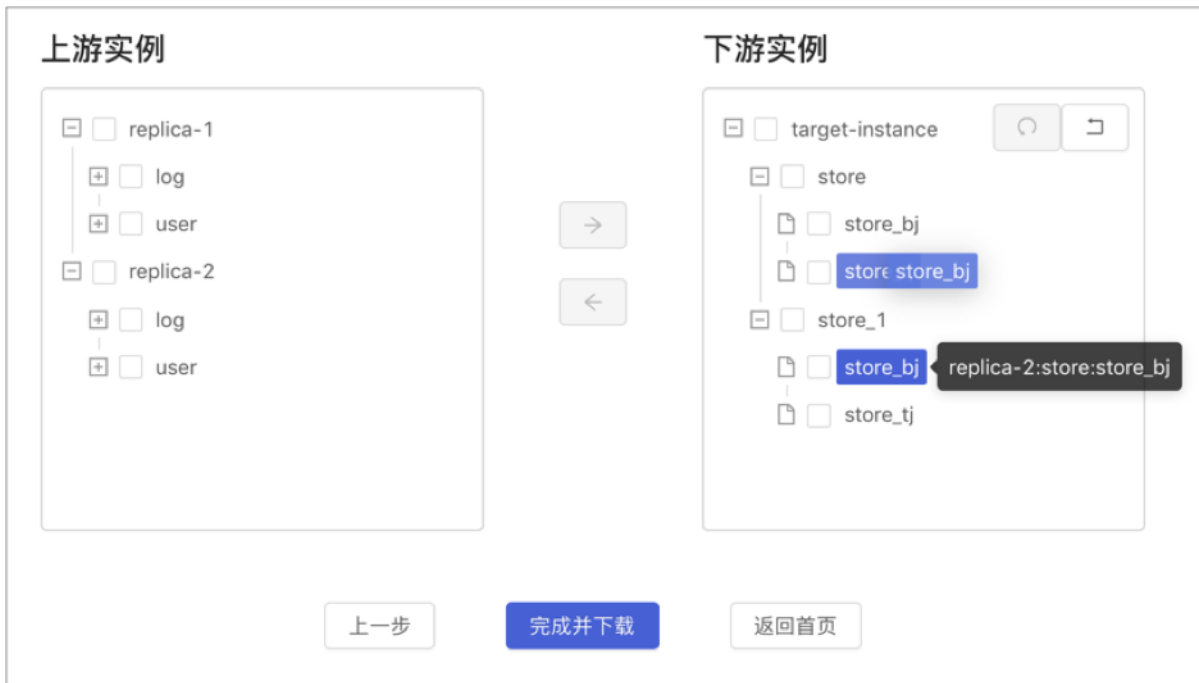 上游实例
replica-1
log
user
replica-2
log
user
下游实例
target-instance
store
store_bj
store_bj
store_1
store_bj
replica-2:store:store_bj
store_tj
上一步
完成并下载
返回首页